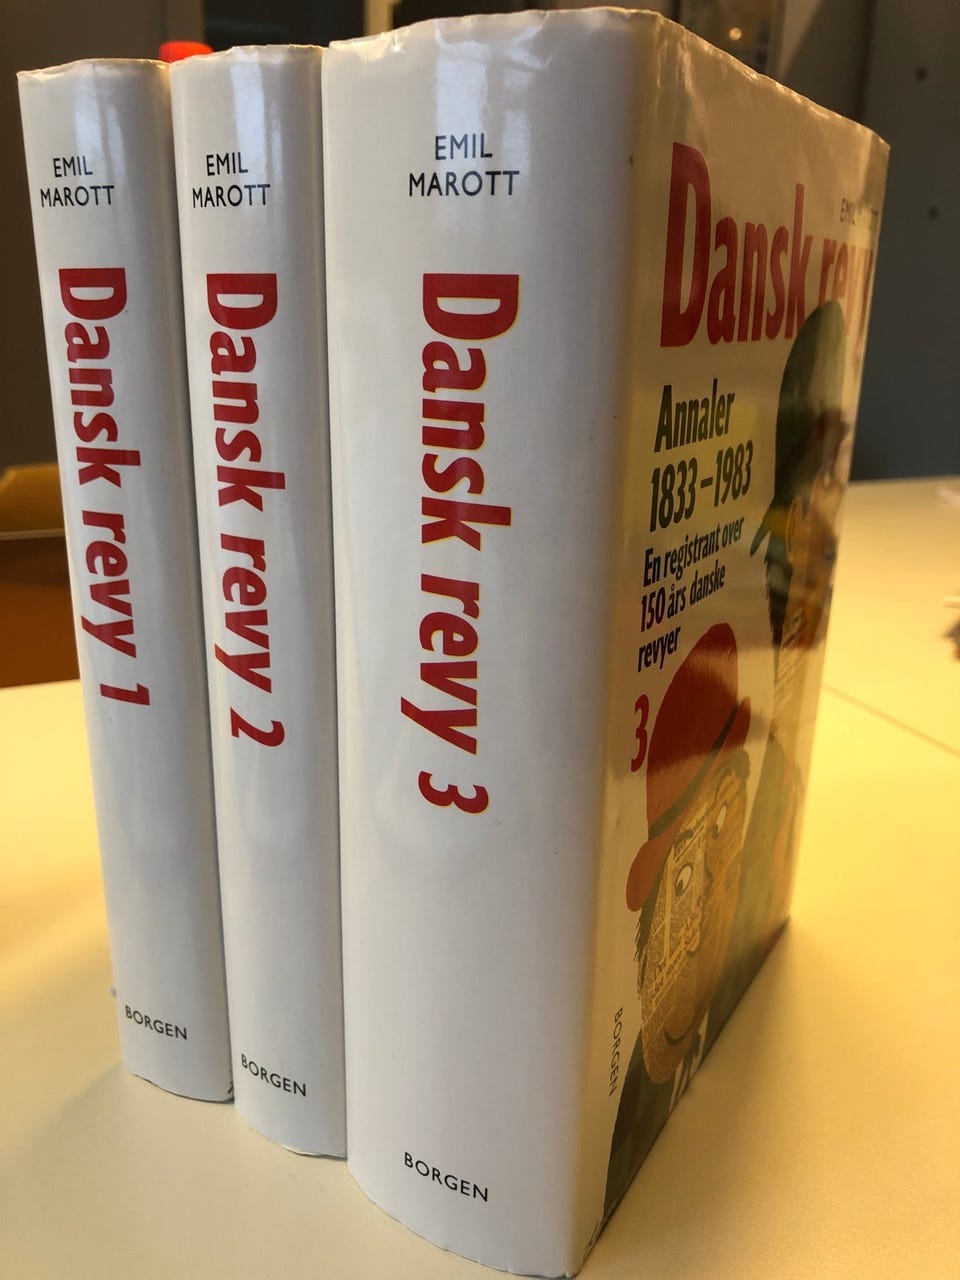 EMIL
MAROTT
Dansk revy 1
BORGEN
EMIL
MAROTT
Dansk revy 2
BORGEN
EMIL
MAROTT
Dansk revy 3
BORGEN
Dansk
Annaler
1833–1983
En registrant over
150 års danske
revyer
3
BORGEN